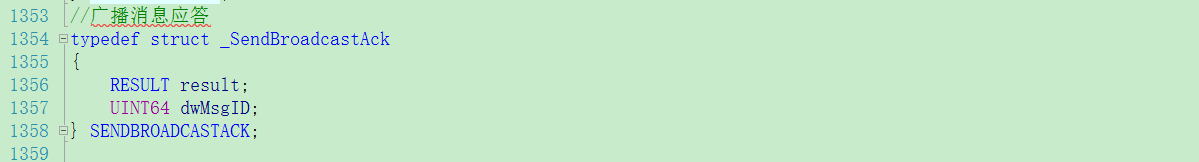 1353 //广播消息应答
1354 typedef struct _SendBroadcastAck
1355 {
1356 RESULT result;
1357 UINT64 dwMsgID;
1358 } SENDBROADCASTACK;
1359